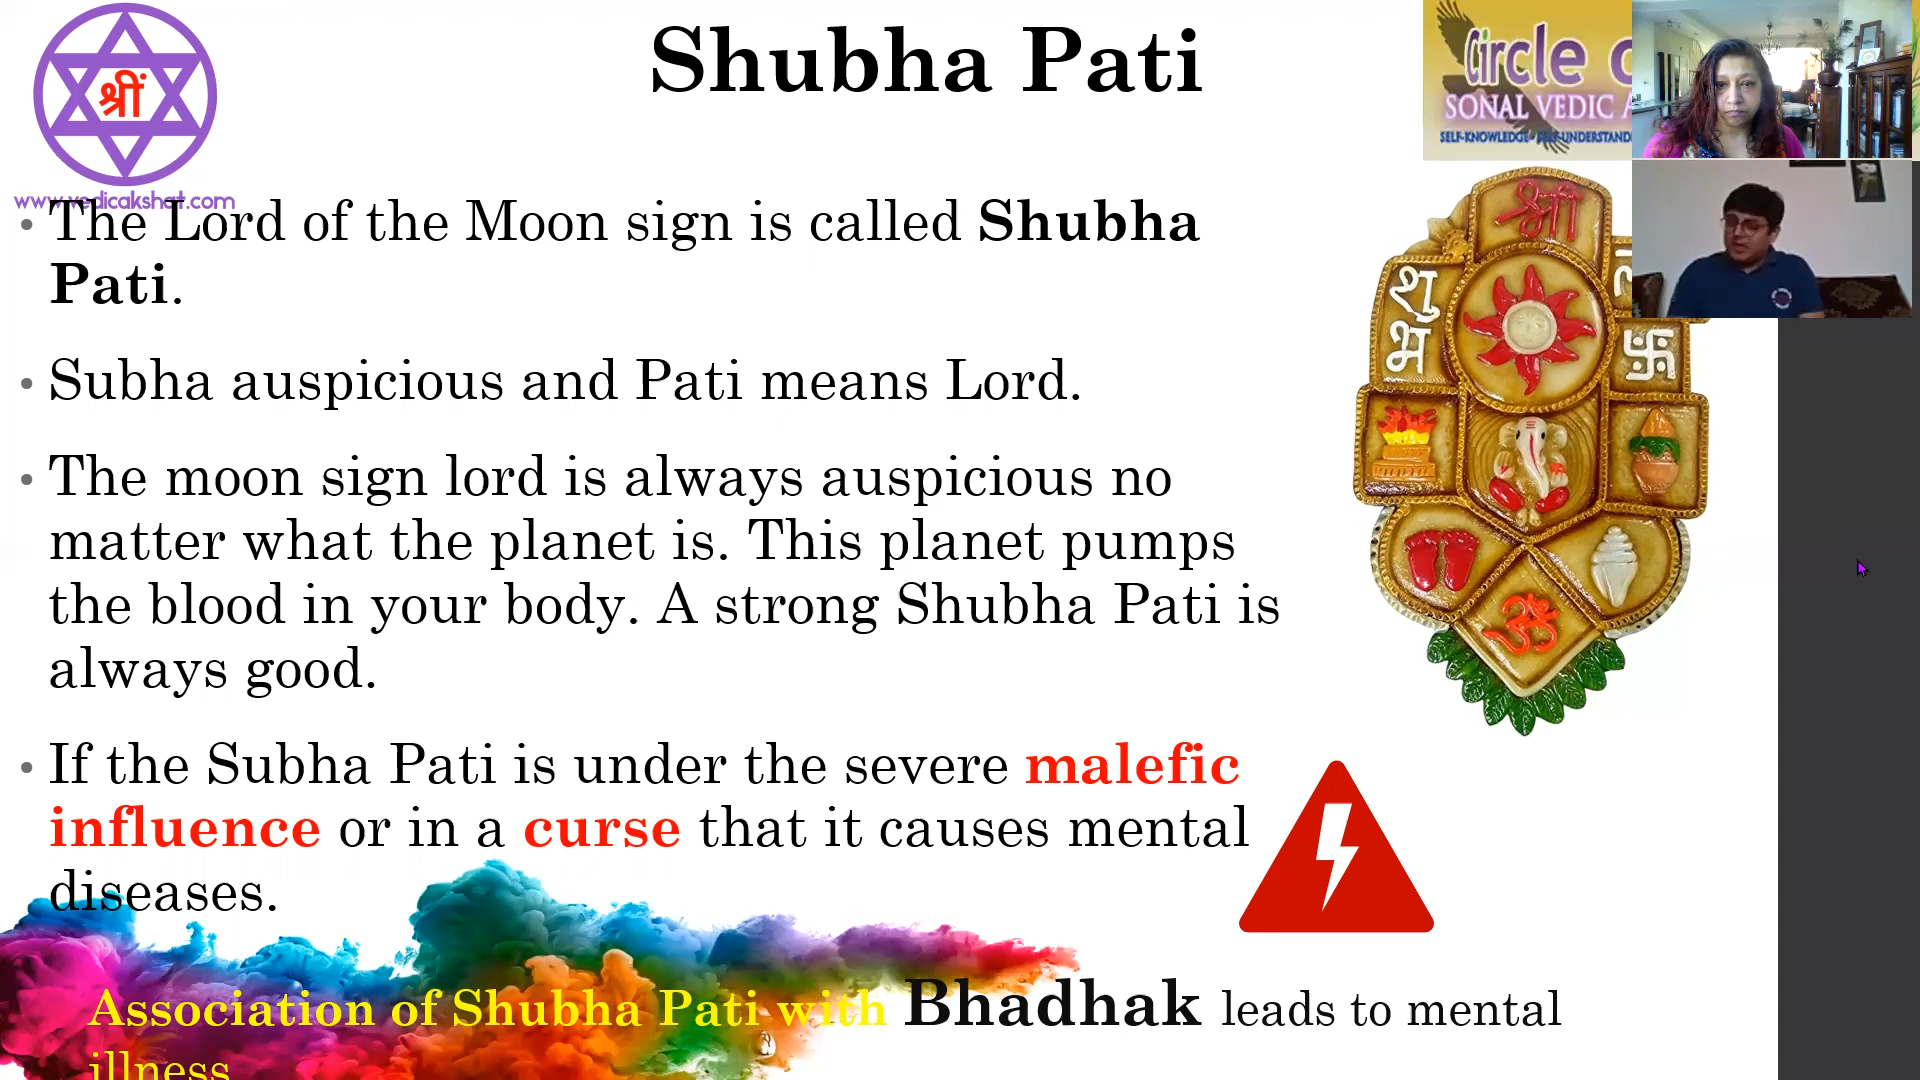 Shubha Pati
श्रीं
www.vedicakshat.com
Circle
SONAL VEDIC
SELF-KNOWLEDGE
• The Lord of the Moon sign is called Shubha
Pati.
• Subha auspicious and Pati means Lord.
• The moon sign lord is always auspicious no
matter what the planet is. This planet pumps
the blood in your body. A strong Shubha Pati is
always good.
• If the Subha Pati is under the severe malefic
influence or in a curse that it causes mental
diseases.
श्री
शुभ
ॐ
Association of Shubha Pati with Bhadhak leads to mental
illness